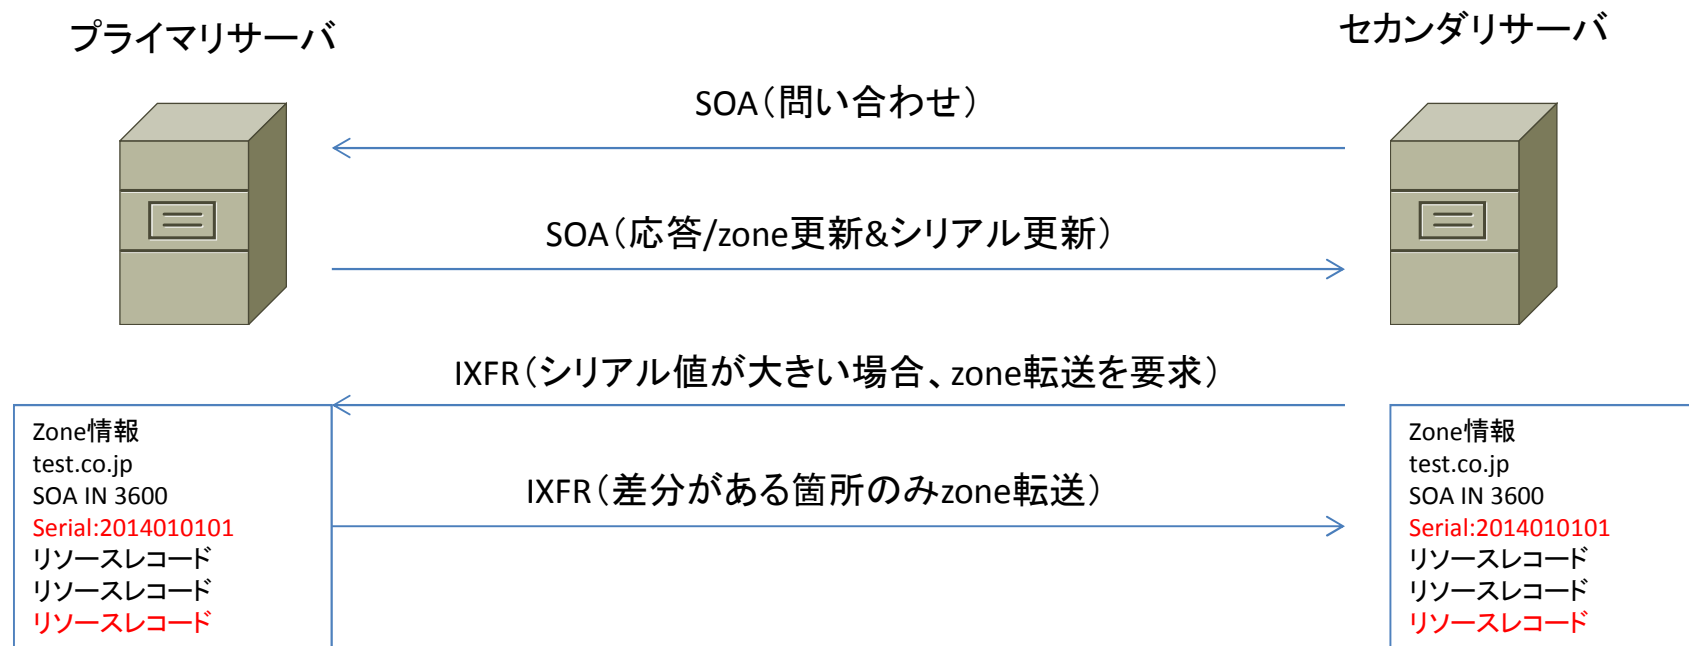 プライマリサーバ
セカンダリサーバ
SOA（問い合わせ）
SOA（応答/zone更新&シリアル更新）
IXFR（シリアル値が大きい場合、zone転送を要求）
IXFR（差分がある箇所のみzone転送）
Zone情報
test.co.jp
SOA IN 3600
Serial:2014010101
リソースレコード
リソースレコード
リソースレコード
Zone情報
test.co.jp
SOA IN 3600
Serial:2014010101
リソースレコード
リソースレコード
リソースレコード